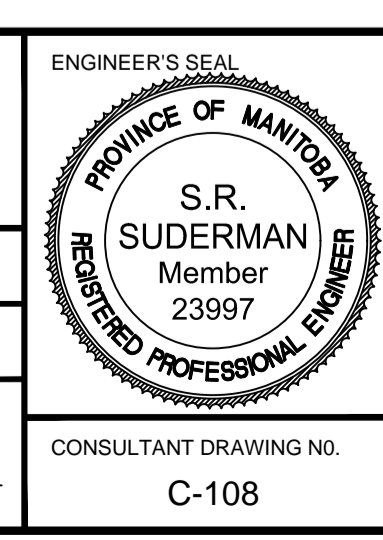 ENGINEER'S SEAL
PROVINCE OF MANITOBA
S.R.
SUDERMAN
Member
23997
REGISTERED PROFESSIONAL ENGINEER
CONSULTANT DRAWING N0.
C-108